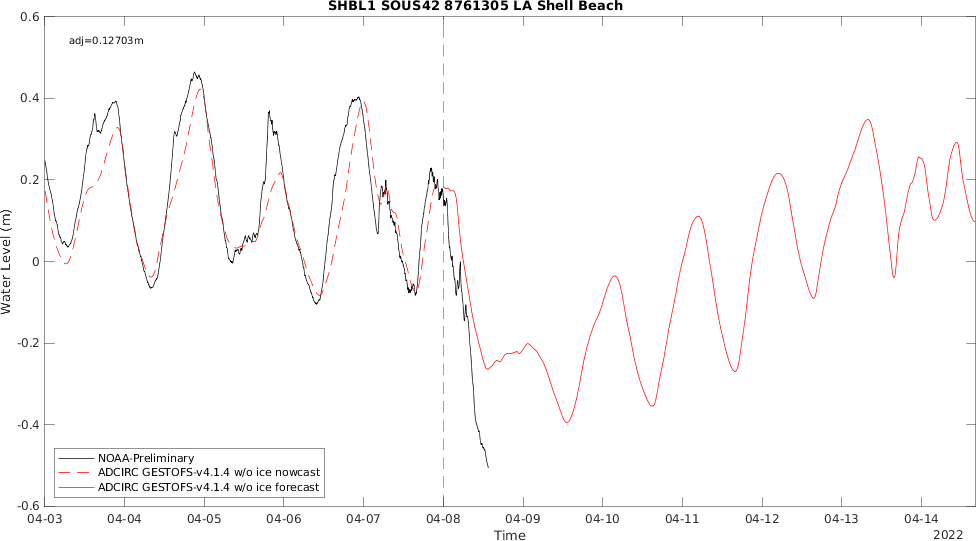 SHBL1 SOUS42 8761305 LA Shell Beach
adj=0.12703m
0.6
0.4
0.2
0
-0.2
-0.4
-0.6
Water Level (m)
NOAA-Preliminary
ADCIRC GESTOFS-v4.1.4 w/o ice nowcast
ADCIRC GESTOFS-v4.1.4 w/o ice forecast
04-03 04-04 04-05 04-06 04-07 04-08 04-09 04-10 04-11 04-12 04-13 04-14
Time
2022